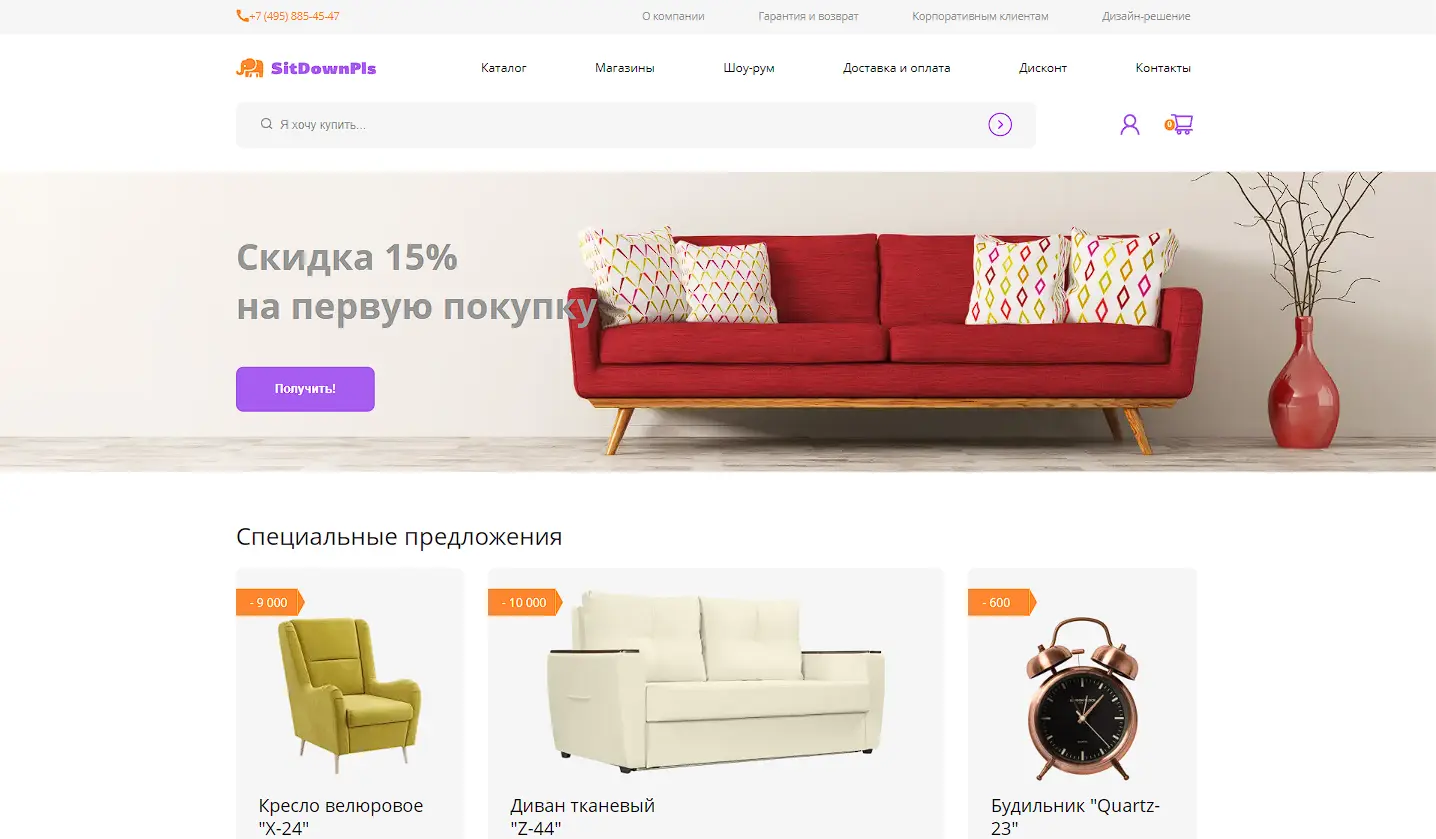 +7 (495) 885-45-47
О компании
Гарантия и возврат
Корпоративным клиентам
Дизайн-решение
SitDownPls
Каталог
Магазины
Шоу-рум
Доставка и оплата
Дисконт
Контакты
Я хочу купить...
0
Скидка 15%
на первую покупку
Получить!
Специальные предложения
- 9 000
- 10 000
- 600
Кресло велюровое
"X-24"
Диван тканевый
"Z-44"
Будильник "Quartz-
23"